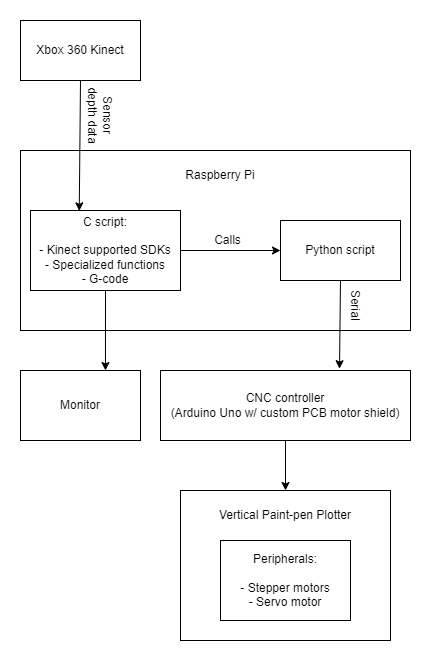 Xbox 360 Kinect
Sensor
depth data
Raspberry Pi
C script:
- Kinect supported SDKs
- Specialized functions
- G-code
Calls
Python script
Serial
Monitor
CNC controller
(Arduino Uno w/ custom PCB motor shield)
Vertical Paint-pen Plotter
Peripherals:
- Stepper motors
- Servo motor